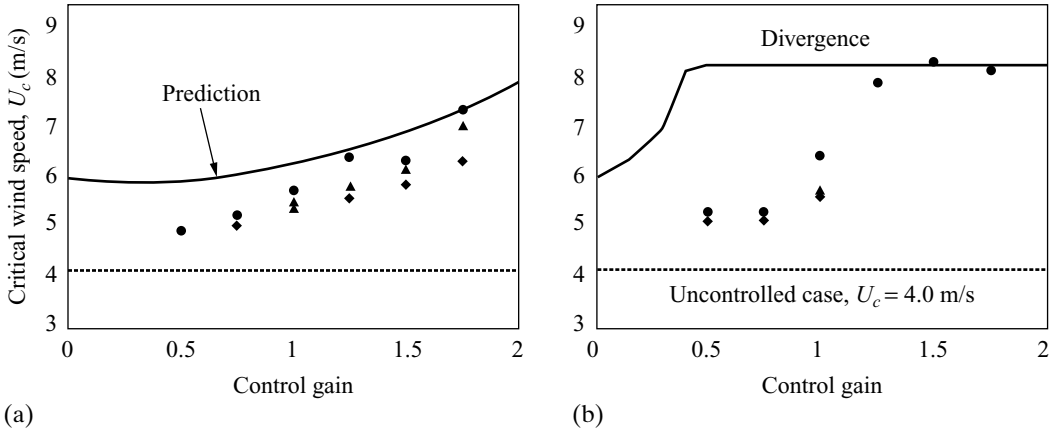 9
8
7
6
5
4
3
Critical wind speed, U_c (m/s)
Prediction
0 0.5 1 1.5 2
Control gain
(a)
9
8
7
6
5
4
3
Divergence
Uncontrolled case, U_c = 4.0 m/s
0 0.5 1 1.5 2
Control gain
(b)